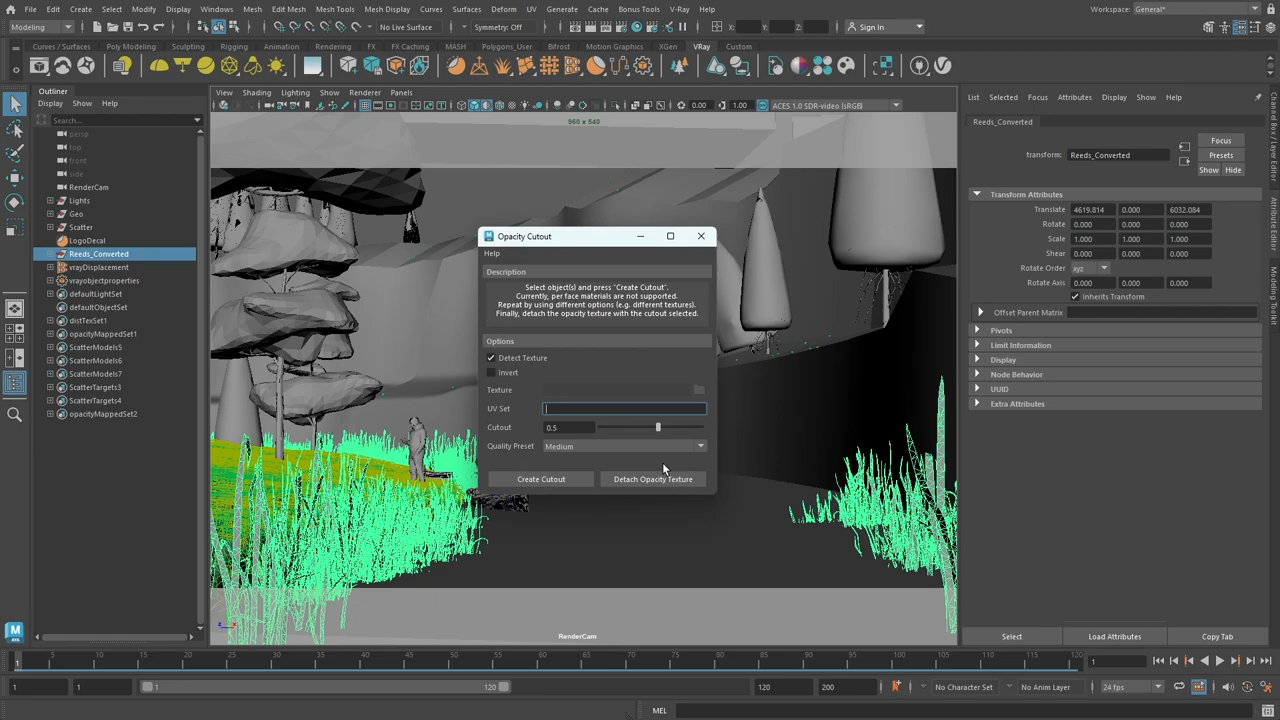 File Edit Create Select Modify Display Windows Mesh Edit Mesh Mesh Tools Mesh Display Curves Surfaces Deform UV Generate Cache Bonus Tools V-Ray Help
Workspace: General*
Modeling
No Live Surface
Symmetry: Off
X:
Y:
Z:
Sign in
Curves / Surfaces Poly Modeling Sculpting Rigging Animation Rendering FX FX Caching MASH Polygons_User Bifrost Motion Graphics XGen VRay Custom
Outliner
Display Show Help
Search...
persp
top
front
side
RenderCam
Lights
Geo
Scatter
LogoDecal
Reeds_Converted
vrayDisplacement
vrayobjectproperties
defaultLightSet
defaultObjectSet
distTexSet1
opacityMappedSet1
ScatterModels5
ScatterModels6
ScatterModels7
ScatterTargets3
ScatterTargets4
opacityMappedSet2
View Shading Lighting Show Renderer Panels
0.00
1.00
ACES 1.0 SDR-video (sRGB)
960 x 540
RenderCam
Opacity Cutout
Help
Description
Select object(s) and press "Create Cutout".
Currently, per face materials are not supported.
Repeat by using different options (e.g. different textures).
Finally, detach the opacity texture with the cutout selected.
Options
Detect Texture
Invert
Texture
UV Set
Cutout 0.5
Quality Preset Medium
Create Cutout Detach Opacity Texture
List Selected Focus Attributes Display Show Help
Reeds_Converted
transform: Reeds_Converted
Focus
Presets
Show Hide
Transform Attributes
Translate 4619.814 0.000 6032.084
Rotate 0.000 0.000 0.000
Scale 1.000 1.000 1.000
Shear 0.000 0.000 0.000
Rotate Order xyz
Rotate Axis 0.000 0.000 0.000
Inherits Transform
Offset Parent Matrix
Pivots
Limit Information
Display
Node Behavior
UUID
Extra Attributes
Select Load Attributes Copy Tab
Channel Box / Layer Editor
Attribute Editor
Modeling Toolkit
1 5 10 15 20 25 30 35 40 45 50 55 60 65 70 75 80 85 90 95 100 105 110 115 120
1
1 1 1 120 120 200
No Character Set
No Anim Layer
24 fps
MEL